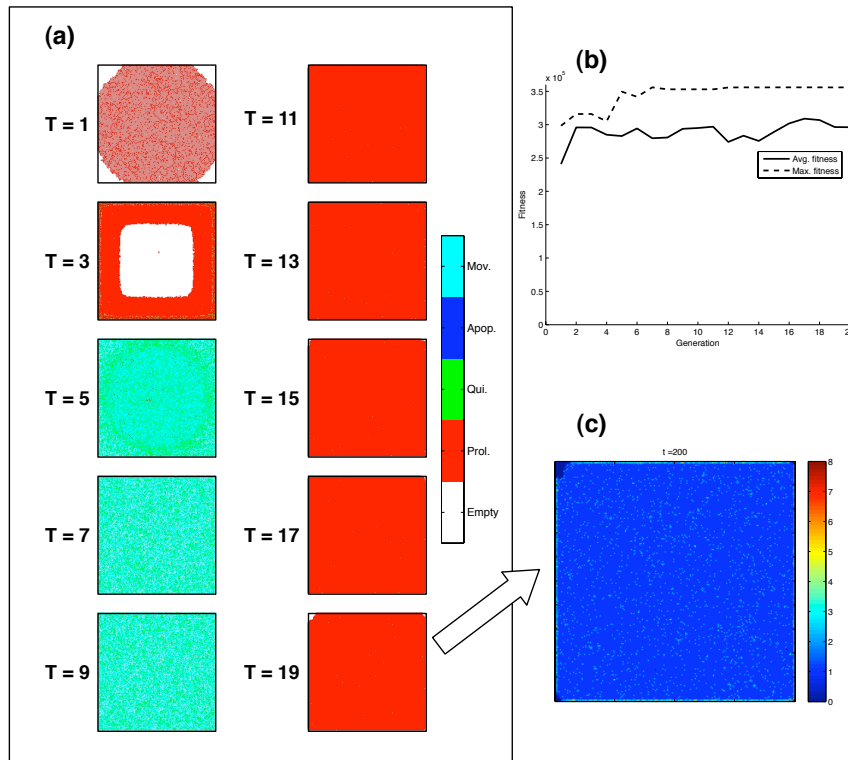 (a)
T = 1
T = 3
T = 5
T = 7
T = 9
T = 11
T = 13
T = 15
T = 17
T = 19
Mov.
Apop.
Qui.
Prol.
Empty
(b)
x 10^5
3.5
3
2.5
2
1.5
1
0.5
0
Fitness
0 2 4 6 8 10 12 14 16 18 20
Generation
Avg. fitness
Max. fitness
(c)
t =200
8
7
6
5
4
3
2
1
0